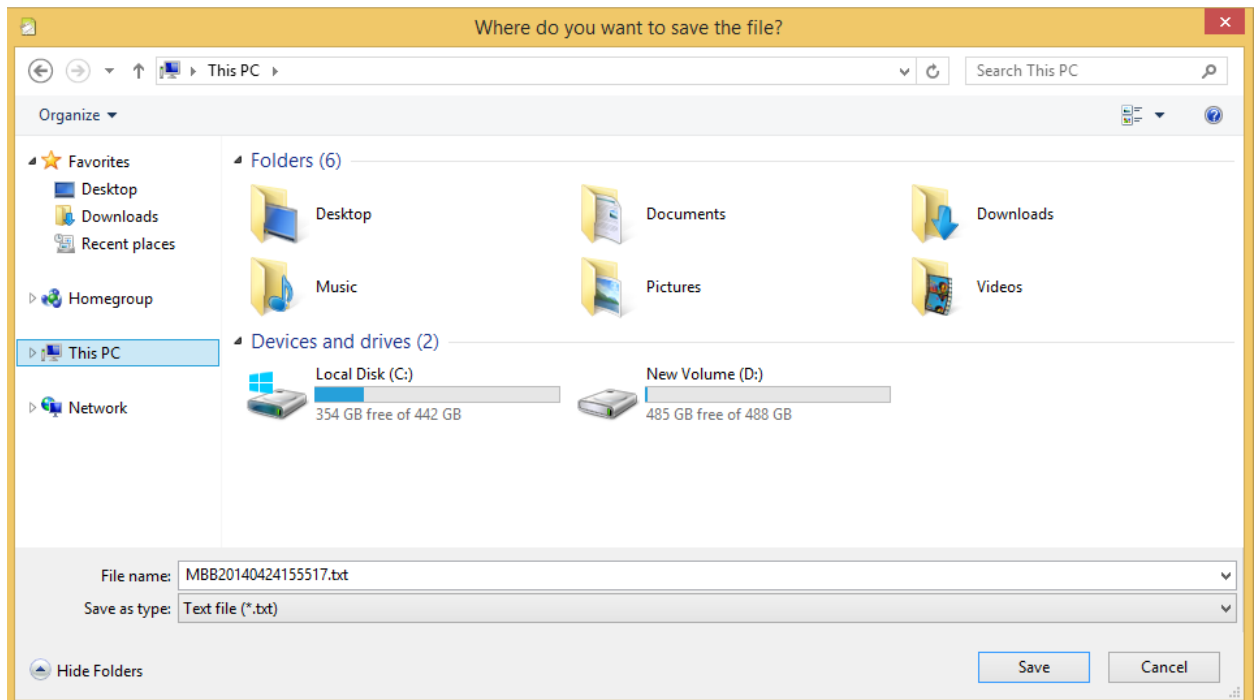 Where do you want to save the file?
This PC
Search This PC
Organize
Favorites
Desktop
Downloads
Recent places
Homegroup
This PC
Network
Folders (6)
Desktop
Documents
Downloads
Music
Pictures
Videos
Devices and drives (2)
Local Disk (C:)
354 GB free of 442 GB
New Volume (D:)
485 GB free of 488 GB
File name: MBB20140424155517.txt
Save as type: Text file (*.txt)
Hide Folders
Save
Cancel